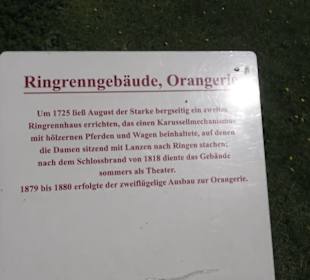 Ringrenngebäude, Orangerie
Um 1725 ließ August der Starke bergseitig ein zweites
Ringrennhaus errichten, das einen Karussellmechanismus
mit hölzernen Pferden und Wagen beinhaltete, auf denen
die Damen sitzend mit Lanzen nach Ringen stachen;
nach dem Schlossbrand von 1818 diente das Gebäude
sommers als Theater.
1879 bis 1880 erfolgte der zweiflügelige Ausbau zur Orangerie.